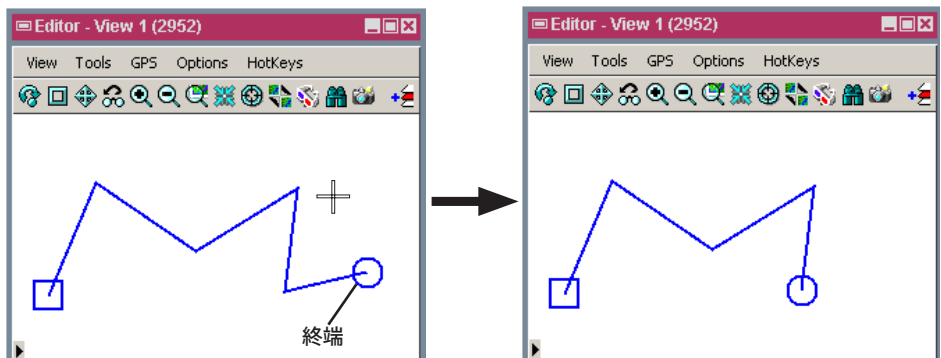 Editor - View 1 (2952)
View Tools GPS Options HotKeys
終端
Editor - View 1 (2952)
View Tools GPS Options HotKeys